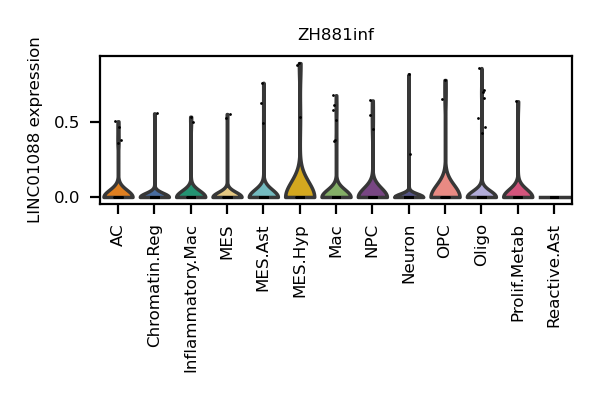 ZH881inf
LINC01088 expression
0.5
0.0
AC
Chromatin.Reg
Inflammatory.Mac
MES
MES.Ast
MES.Hyp
Mac
NPC
Neuron
OPC
Oligo
Prolif.Metab
Reactive.Ast